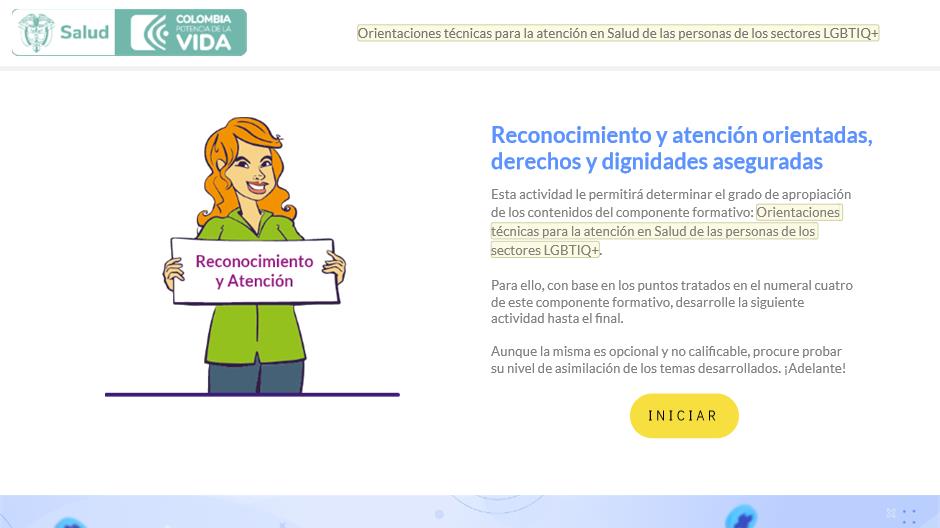 Salud
COLOMBIA
POTENCIA DE LA
VIDA
Orientaciones técnicas para la atención en Salud de las personas de los sectores LGBTIQ+
Reconocimiento
y Atención
Reconocimiento y atención orientadas,
derechos y dignidades aseguradas
Esta actividad le permitirá determinar el grado de apropiación
de los contenidos del componente formativo: Orientaciones
técnicas para la atención en Salud de las personas de los
sectores LGBTIQ+.
Para ello, con base en los puntos tratados en el numeral cuatro
de este componente formativo, desarrolle la siguiente
actividad hasta el final.
Aunque la misma es opcional y no calificable, procure probar
su nivel de asimilación de los temas desarrollados. ¡Adelante!
INICIAR